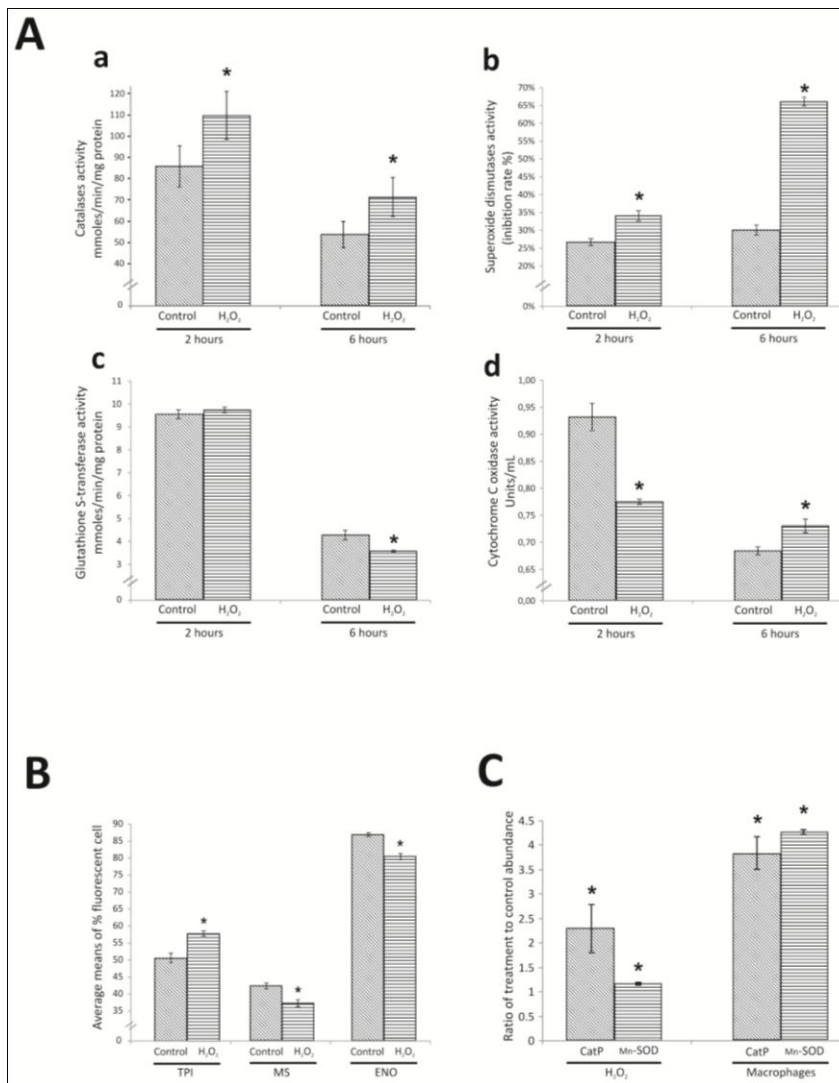 A
a
Catalases activity
mmoles/min/mg protein
120
110
100
90
80
70
60
50
40
0
*
*
Control H₂O₂ Control H₂O₂
2 hours 6 hours
b
Superoxide dismutases activity
(inibition rate %)
70%
65%
60%
55%
50%
45%
40%
35%
30%
25%
20%
0%
*
*
Control H₂O₂ Control H₂O₂
2 hours 6 hours
c
Glutathione S-transferase activity
mmoles/min/mg protein
11
10
9
8
7
6
5
4
3
0
*
Control H₂O₂ Control H₂O₂
2 hours 6 hours
d
Cytochrome C oxidase activity
Units/mL
1,00
0,95
0,90
0,85
0,80
0,75
0,70
0,65
0,00
*
*
Control H₂O₂ Control H₂O₂
2 hours 6 hours
B
Average means of % fluorescent cell
90
85
80
75
70
65
60
55
50
45
40
35
0
*
*
*
Control H₂O₂ Control H₂O₂ Control H₂O₂
TPI MS ENO
C
Ratio of treatment to control abundance
4.5
4
3.5
3
2.5
2
1.5
1
0.5
0
*
*
*
*
CatP Mn-SOD CatP Mn-SOD
H₂O₂ Macrophages